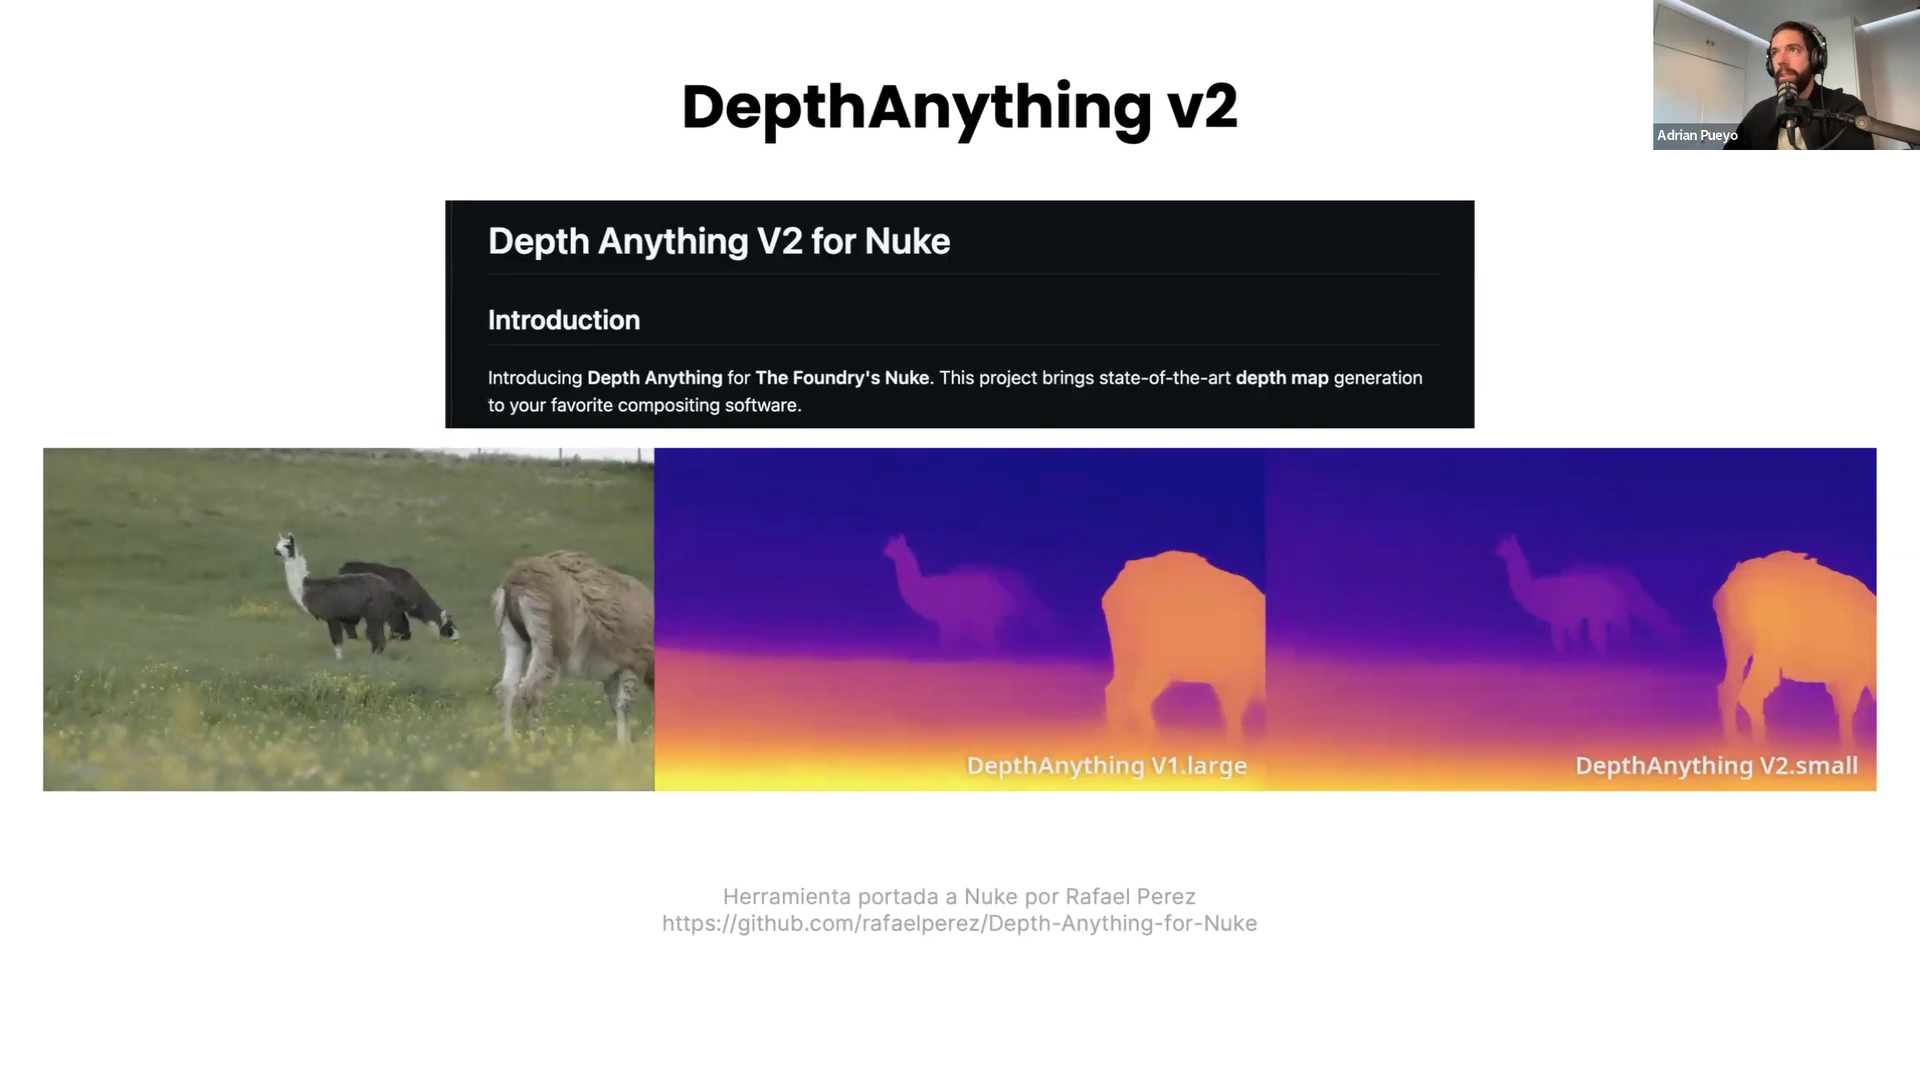 DepthAnything v2
Adrian Pueyo
Depth Anything V2 for Nuke
Introduction
Introducing Depth Anything for The Foundry's Nuke. This project brings state-of-the-art depth map generation
to your favorite compositing software.
DepthAnything V1.large
DepthAnything V2.small
Herramienta portada a Nuke por Rafael Perez
https://github.com/rafaelperez/Depth-Anything-for-Nuke